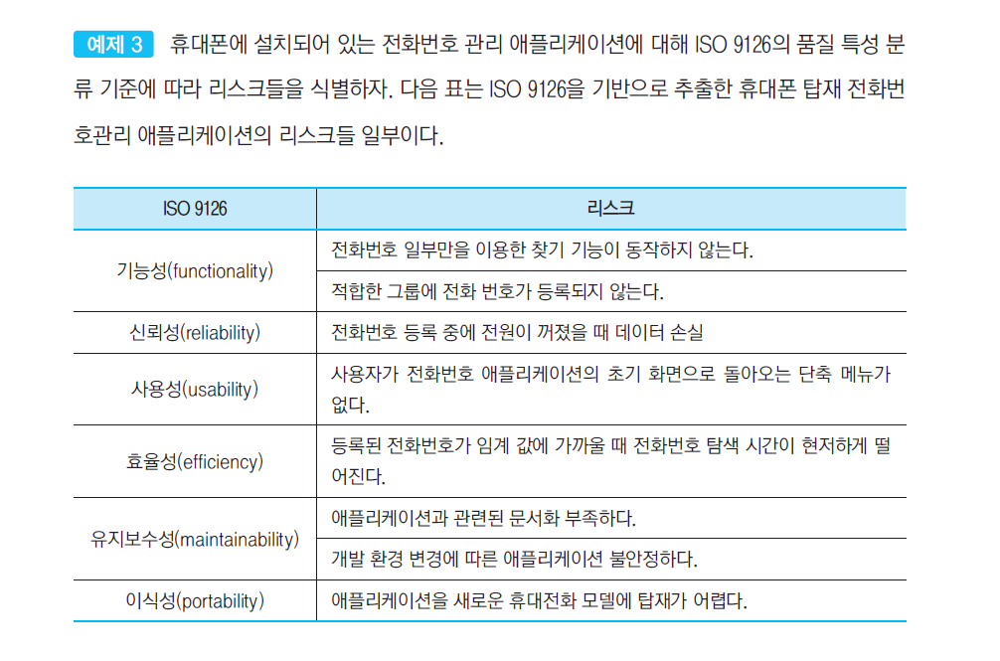 예제 3 휴대폰에 설치되어 있는 전화번호 관리 애플리케이션에 대해 ISO 9126의 품질 특성 분
류 기준에 따라 리스크들을 식별하자. 다음 표는 ISO 9126을 기반으로 추출한 휴대폰 탑재 전화번
호관리 애플리케이션의 리스크들 일부이다.
ISO 9126 리스크
기능성(functionality) 전화번호 일부만을 이용한 찾기 기능이 동작하지 않는다.
적합한 그룹에 전화 번호가 등록되지 않는다.
신뢰성(reliability) 전화번호 등록 중에 전원이 꺼졌을 때 데이터 손실
사용성(usability) 사용자가 전화번호 애플리케이션의 초기 화면으로 돌아오는 단축 메뉴가
없다.
효율성(efficiency) 등록된 전화번호가 임계 값에 가까울 때 전화번호 탐색 시간이 현저하게 떨
어진다.
유지보수성(maintainability) 애플리케이션과 관련된 문서화 부족하다.
개발 환경 변경에 따른 애플리케이션 불안정하다.
이식성(portability) 애플리케이션을 새로운 휴대전화 모델에 탑재가 어렵다.